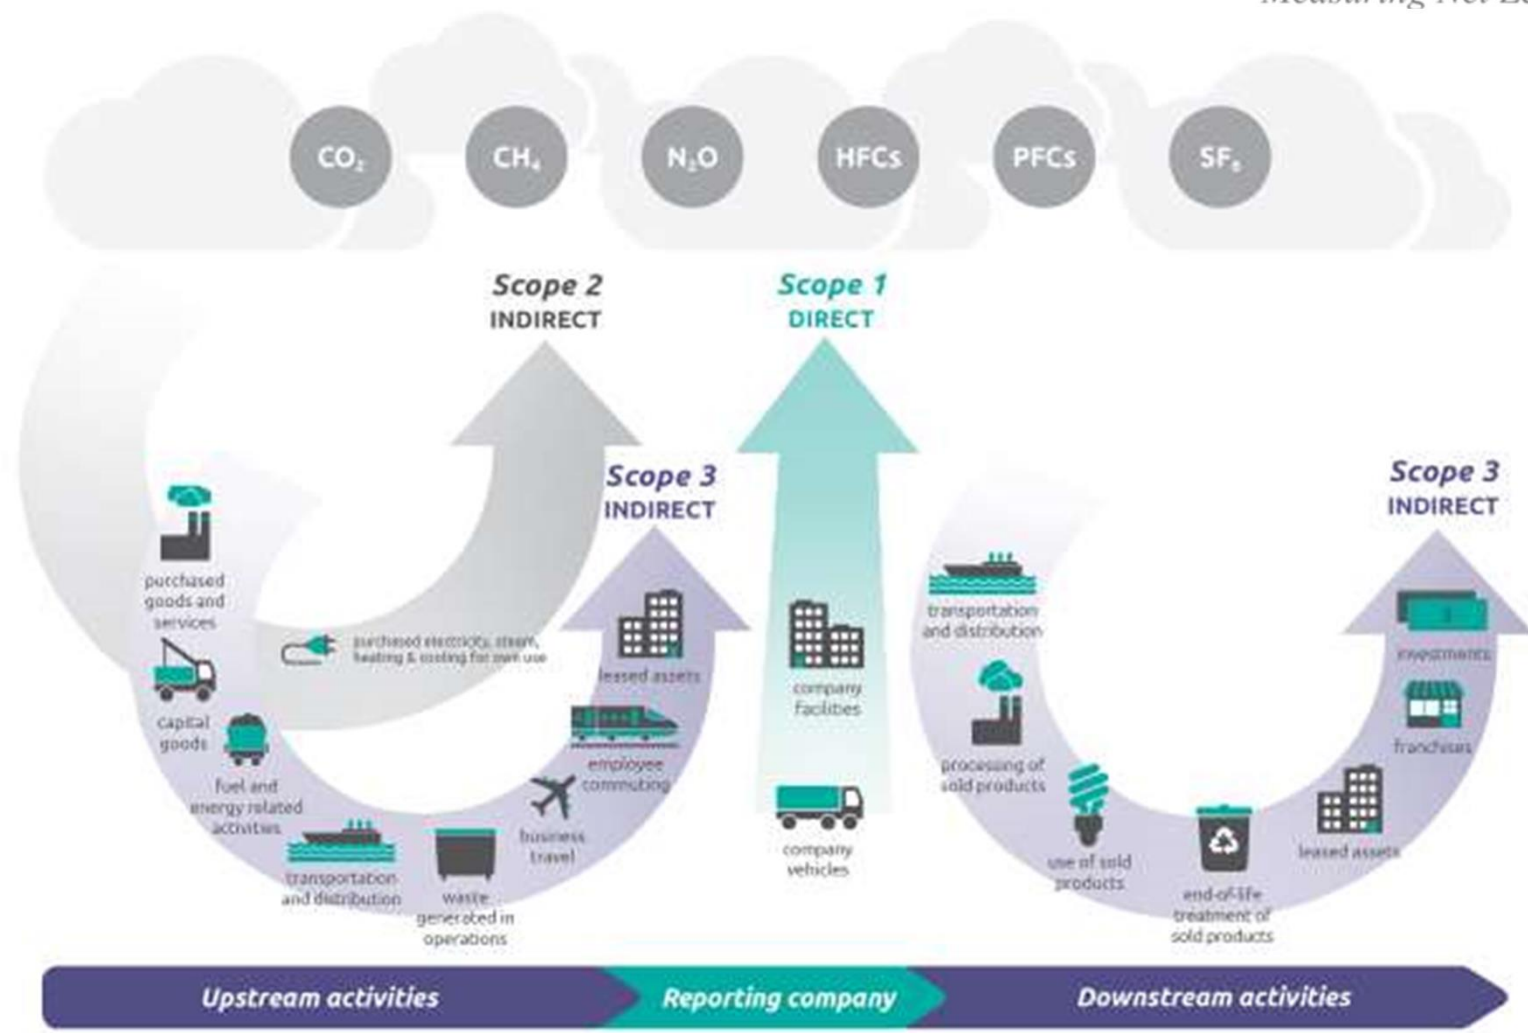 CO₂
CH₄
N₂O
HFCs
PFCs
SF₆
Scope 2
INDIRECT
Scope 1
DIRECT
Scope 3
INDIRECT
Scope 3
INDIRECT
purchased
goods and
services
capital
goods
fuel and
energy related
activities
transportation
and distribution
waste
generated in
operations
business
travel
employee
commuting
leased assets
purchased electricity, steam,
heating & cooling for own use
company
facilities
company
vehicles
transportation
and distribution
processing of
sold products
use of sold
products
end-of-life
treatment of
sold products
leased assets
franchises
investments
Upstream activities
Reporting company
Downstream activities